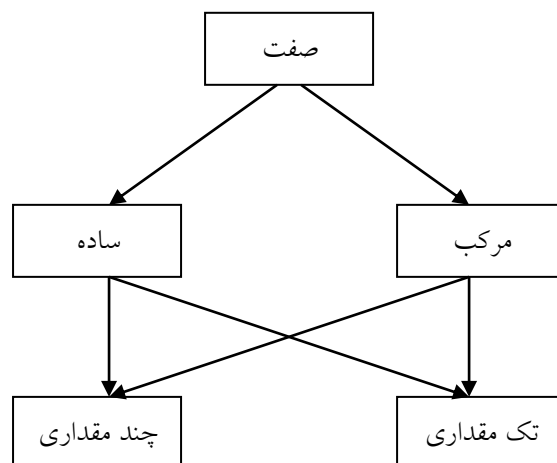 صفت
مرکب
ساده
تک مقداری
چند مقداری